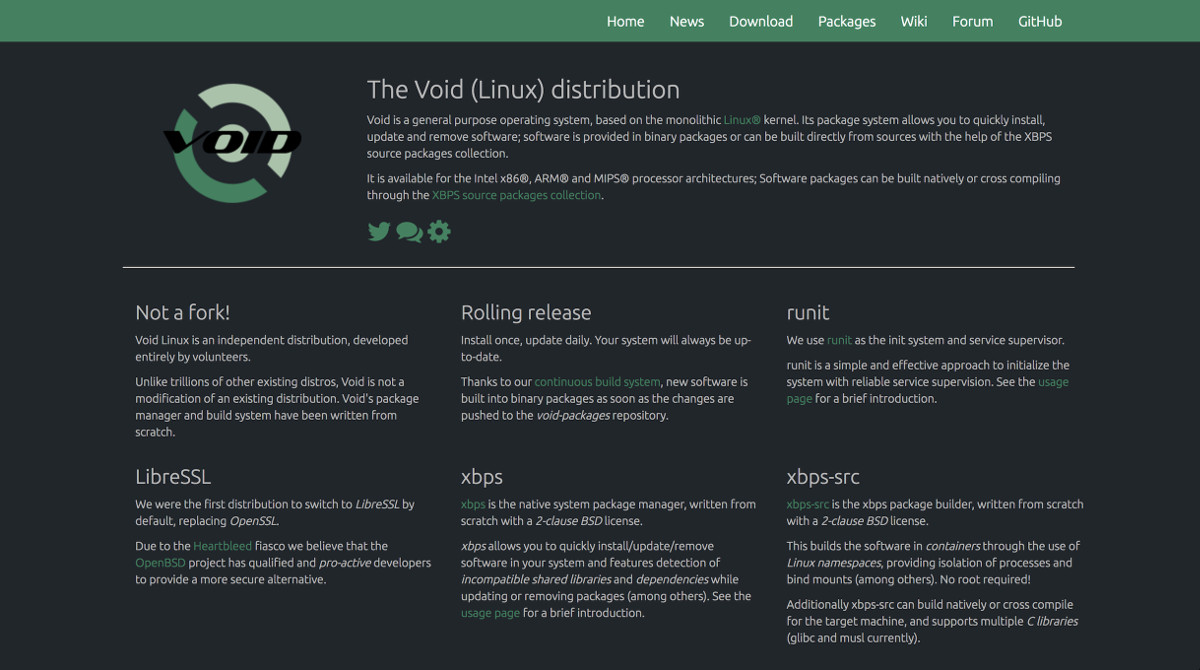 Home News Download Packages Wiki Forum GitHub
VOID
The Void (Linux) distribution
Void is a general purpose operating system, based on the monolithic Linux® kernel. Its package system allows you to quickly install,
update and remove software; software is provided in binary packages or can be built directly from sources with the help of the XBPS
source packages collection.
It is available for the Intel x86®, ARM® and MIPS® processor architectures; Software packages can be built natively or cross compiling
through the XBPS source packages collection.
Not a fork!
Void Linux is an independent distribution, developed
entirely by volunteers.
Unlike trillions of other existing distros, Void is not a
modification of an existing distribution. Void's package
manager and build system have been written from
scratch.
Rolling release
Install once, update daily. Your system will always be up-
to-date.
Thanks to our continuous build system, new software is
built into binary packages as soon as the changes are
pushed to the void-packages repository.
runit
We use runit as the init system and service supervisor.
runit is a simple and effective approach to initialize the
system with reliable service supervision. See the usage
page for a brief introduction.
LibreSSL
We were the first distribution to switch to LibreSSL by
default, replacing OpenSSL.
Due to the Heartbleed fiasco we believe that the
OpenBSD project has qualified and pro-active developers
to provide a more secure alternative.
xbps
xbps is the native system package manager, written from
scratch with a 2-clause BSD license.
xbps allows you to quickly install/update/remove
software in your system and features detection of
incompatible shared libraries and dependencies while
updating or removing packages (among others). See the
usage page for a brief introduction.
xbps-src
xbps-src is the xbps package builder, written from scratch
with a 2-clause BSD license.
This builds the software in containers through the use of
Linux namespaces, providing isolation of processes and
bind mounts (among others). No root required!
Additionally xbps-src can build natively or cross compile
for the target machine, and supports multiple C libraries
(glibc and musl currently).